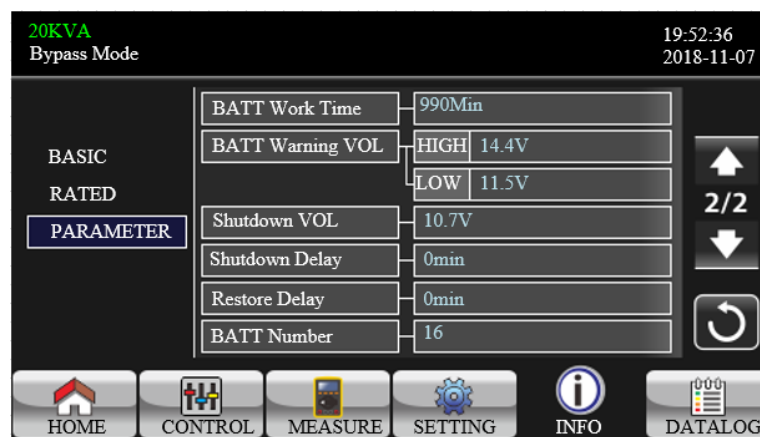 20KVA 19:52:36
Bypass Mode 2018-11-07
BATT Work Time 990Min
BASIC
RATED
PARAMETER
BATT Warning VOL HIGH 14.4V
LOW 11.5V
Shutdown VOL 10.7V
Shutdown Delay 0min
Restore Delay 0min
BATT Number 16
2/2
HOME CONTROL MEASURE SETTING INFO DATALOG